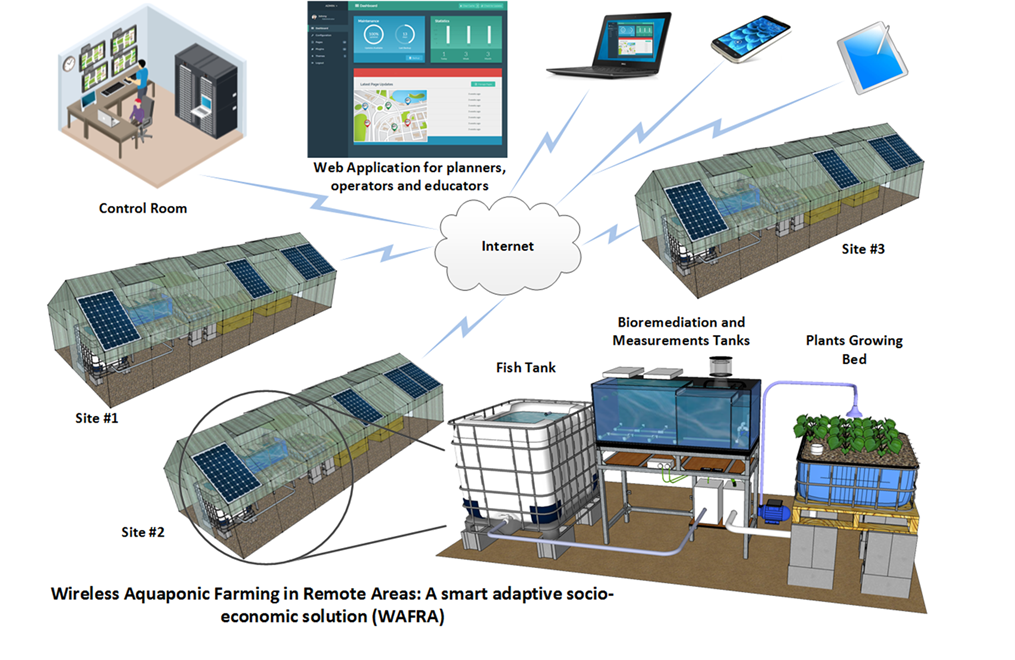 Dashboard
Maintenance
Statistics
Latest Page Updates
Web Application for planners,
operators and educators
Control Room
Internet
Site #3
Site #1
Site #2
Fish Tank
Bioremediation and
Measurements Tanks
Plants Growing
Bed
Wireless Aquaponic Farming in Remote Areas: A smart adaptive socio-
economic solution (WAFRA)